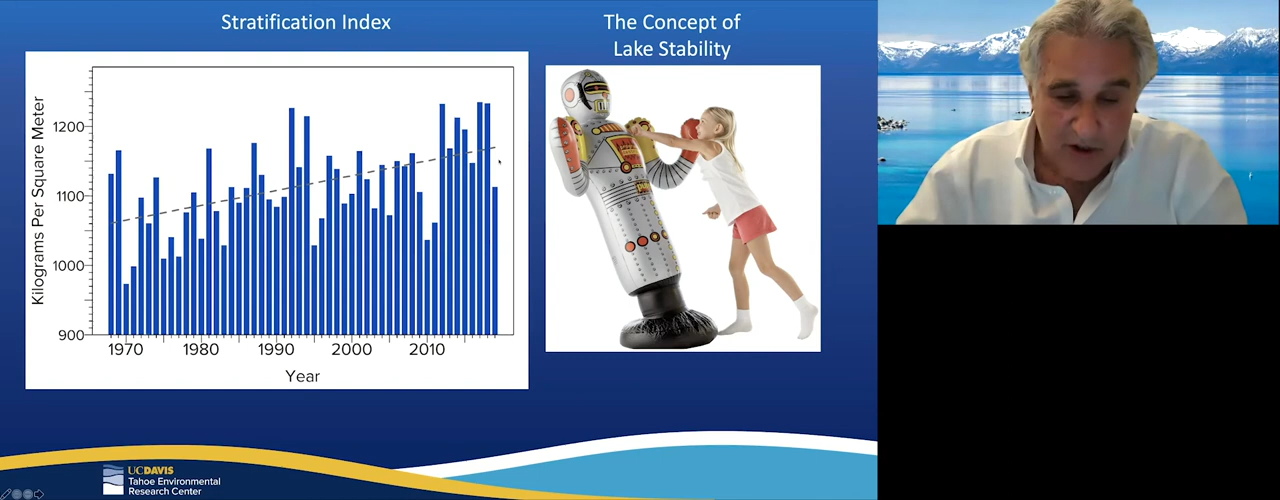 Stratification Index
The Concept of
Lake Stability
Kilograms Per Square Meter
1200
1100
1000
900
1970
1980
1990
2000
2010
Year
UCDAVIS
Tahoe Environmental
Research Center